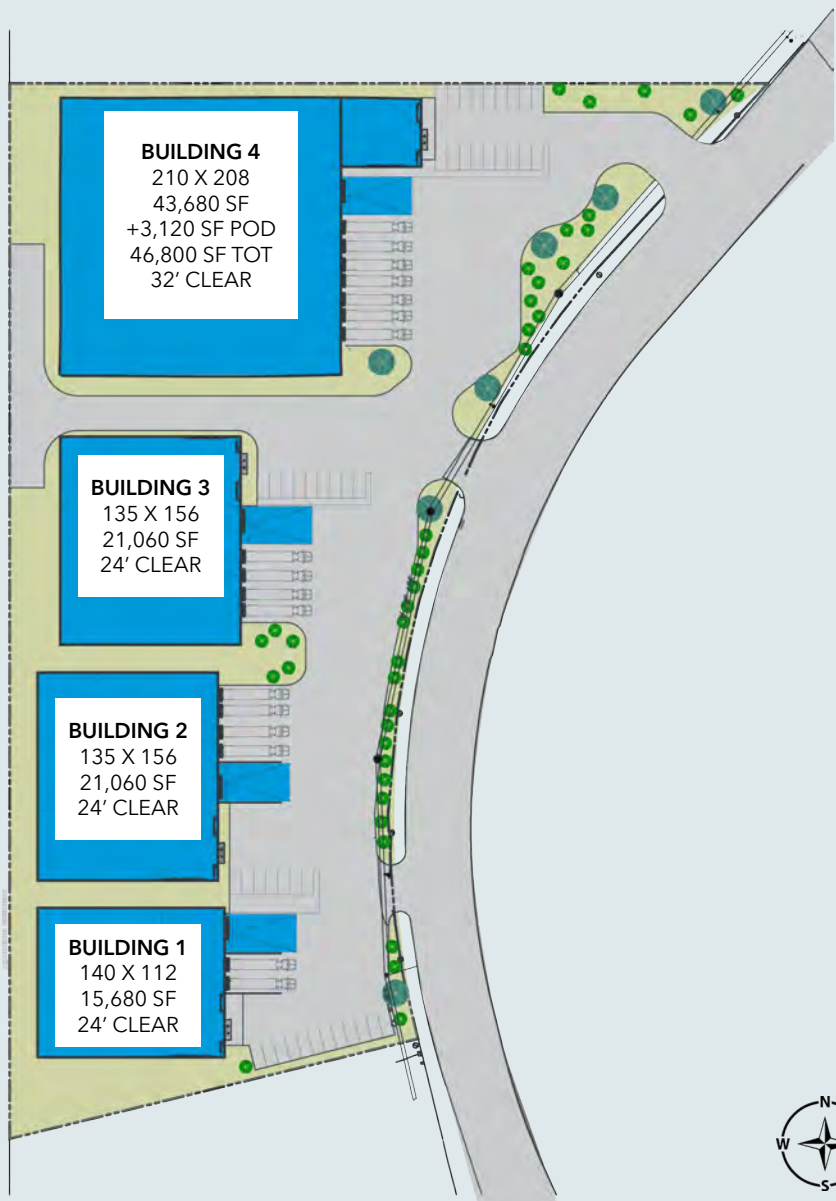 BUILDING 4
210 X 208
43,680 SF
+3,120 SF POD
46,800 SF TOT
32’ CLEAR
BUILDING 3
135 X 156
21,060 SF
24’ CLEAR
BUILDING 2
135 X 156
21,060 SF
24’ CLEAR
BUILDING 1
140 X 112
15,680 SF
24’ CLEAR
N
W
S